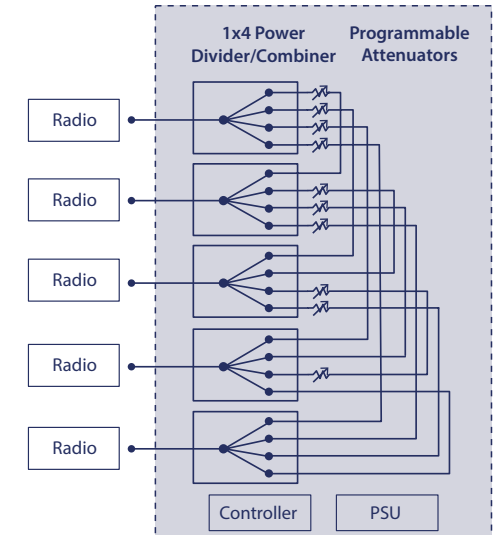 1x4 Power
Divider/Combiner
Programmable
Attenuators
Radio
Radio
Radio
Radio
Radio
Controller
PSU